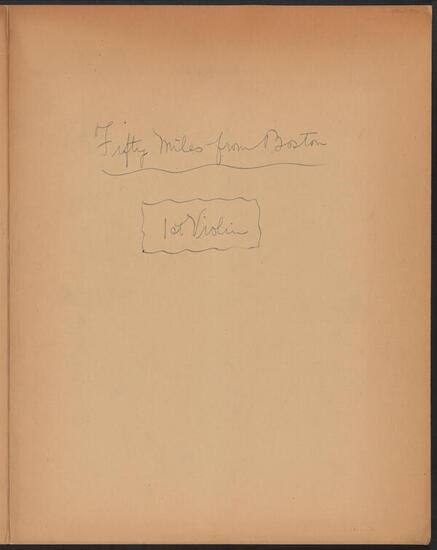 Fifty Miles from Boston
1st Violin